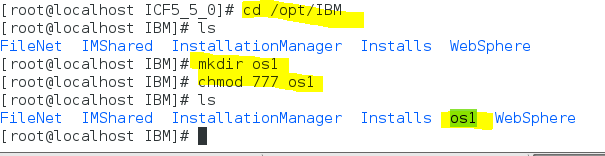 [root@localhost ICF5_5_0]# cd /opt/IBM
[root@localhost IBM]# ls
FileNet  IMShared  InstallationManager  Installs  WebSphere
[root@localhost IBM]# mkdir os1
[root@localhost IBM]# chmod 777 os1
[root@localhost IBM]# ls
FileNet  IMShared  InstallationManager  Installs  os1  WebSphere
[root@localhost IBM]#